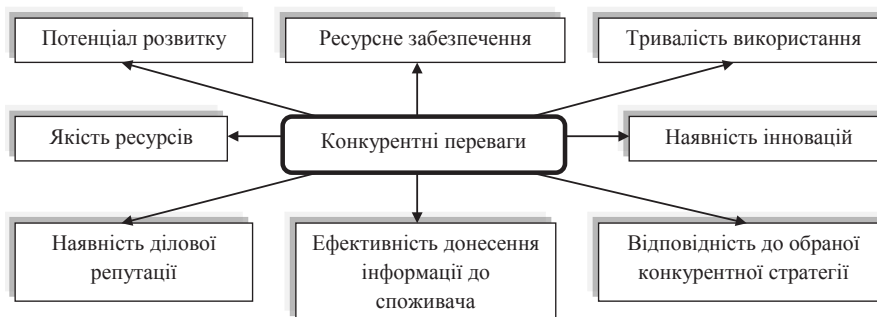 Потенціал розвитку
Ресурсне забезпечення
Тривалість використання
Якість ресурсів
Конкурентні переваги
Наявність інновацій
Наявність ділової
репутації
Ефективність донесення
інформації до
споживача
Відповідність до обраної
конкурентної стратегії